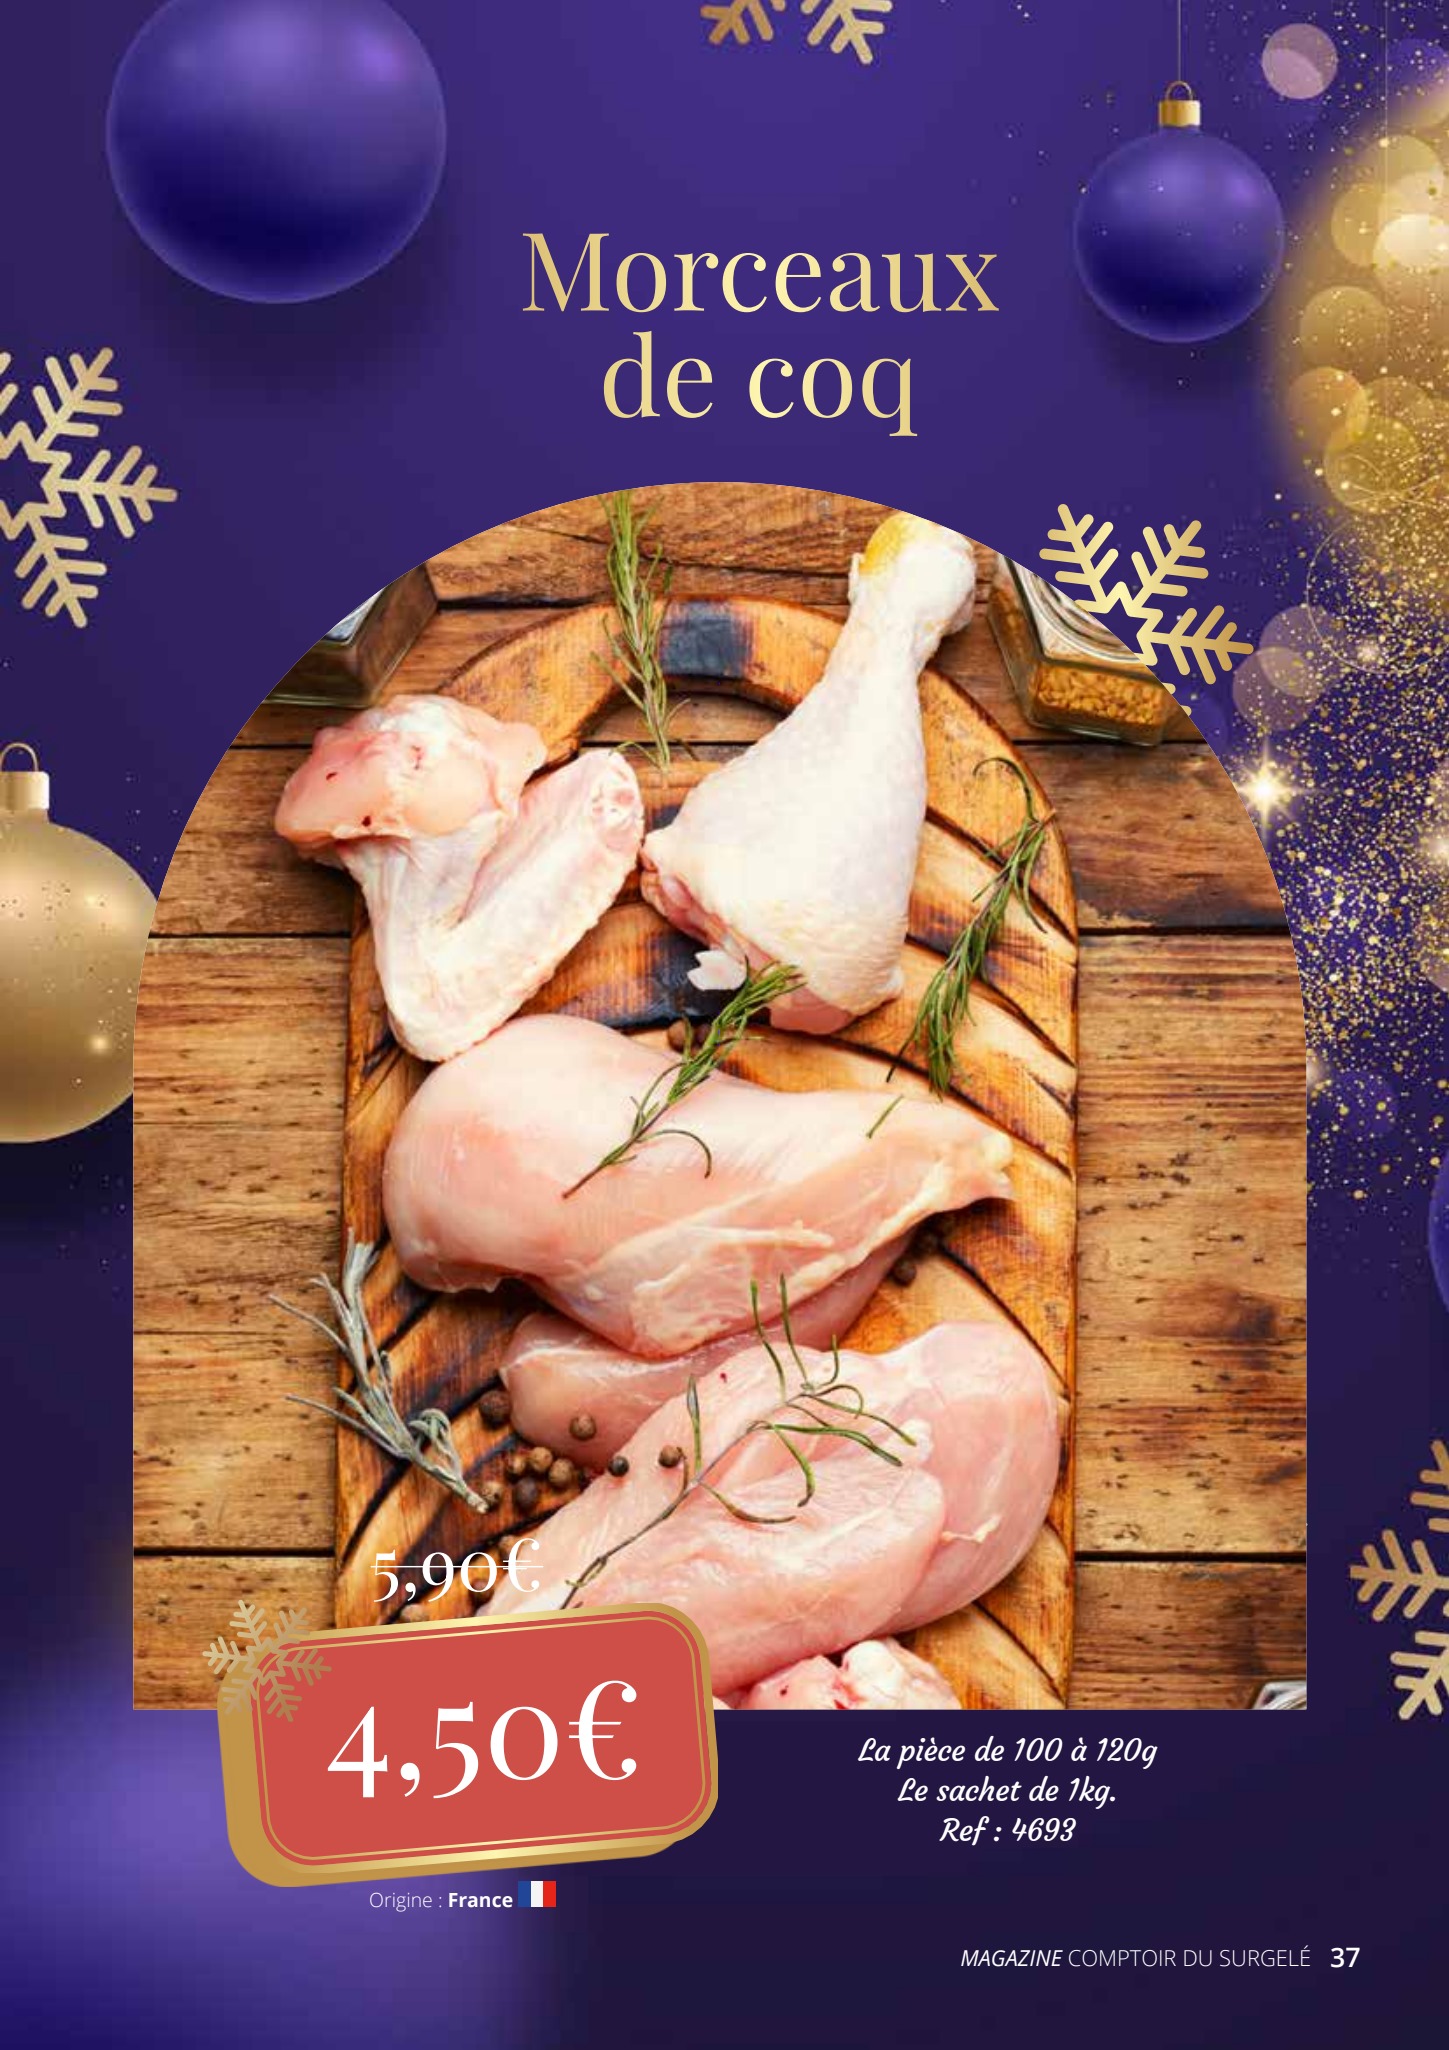 Morceaux
de coq
5,90€
4,50€
La pièce de 100 à 120g
Le sachet de 1kg.
Ref : 4693
Origine : France
MAGAZINE COMPTOIR DU SURGELÉ 37